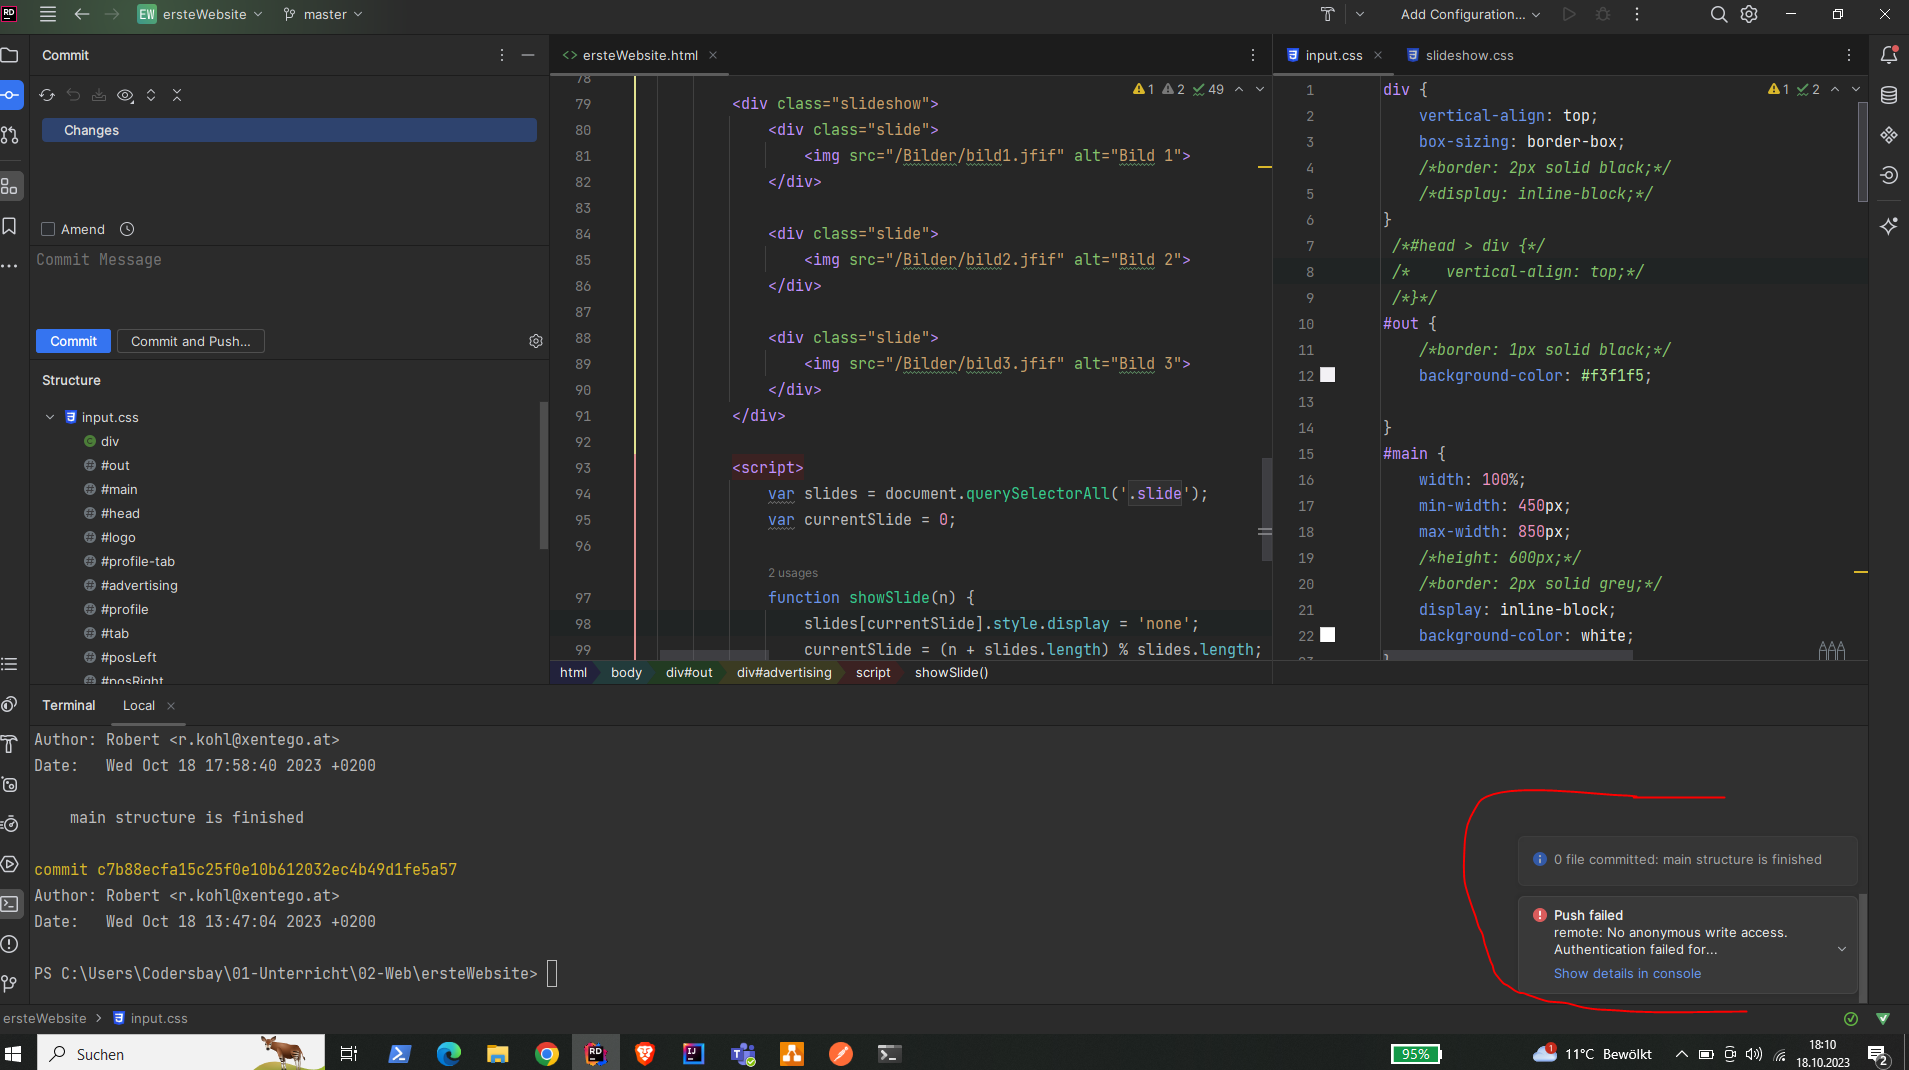 RD
EW ersteWebsite
master
Add Configuration...
Commit
Changes
Amend
Commit Message
Commit
Commit and Push...
Structure
input.css
div
#out
#main
#head
#logo
#profile-tab
#advertising
#profile
#tab
#posLeft
#posRight
ersteWebsite.html
1 2 49
78
79 <div class="slideshow">
80 <div class="slide">
81 <img src="/Bilder/bild1.jfif" alt="Bild 1">
82 </div>
83
84 <div class="slide">
85 <img src="/Bilder/bild2.jfif" alt="Bild 2">
86 </div>
87
88 <div class="slide">
89 <img src="/Bilder/bild3.jfif" alt="Bild 3">
90 </div>
91 </div>
92
93 <script>
94 var slides = document.querySelectorAll('.slide');
95 var currentSlide = 0;
96
2 usages
97 function showSlide(n) {
98 slides[currentSlide].style.display = 'none';
99 currentSlide = (n + slides.length) % slides.length;
html body div#out div#advertising script showSlide()
input.css slideshow.css
1 2
1 div {
2 vertical-align: top;
3 box-sizing: border-box;
4 /*border: 2px solid black;*/
5 /*display: inline-block;*/
6 }
7 /*#head > div {*/
8 /* vertical-align: top;*/
9 /*}*/
10 #out {
11 /*border: 1px solid black;*/
12 background-color: #f3f1f5;
13
14 }
15 #main {
16 width: 100%;
17 min-width: 450px;
18 max-width: 850px;
19 /*height: 600px;*/
20 /*border: 2px solid grey;*/
21 display: inline-block;
22 background-color: white;
23 }
Terminal Local
Author: Robert <r.kohl@xentego.at>
Date: Wed Oct 18 17:58:40 2023 +0200
main structure is finished
commit c7b88ecfa15c25f0e10b612032ec4b49d1fe5a57
Author: Robert <r.kohl@xentego.at>
Date: Wed Oct 18 13:47:04 2023 +0200
PS C:\Users\Codersbay\01-Unterricht\02-Web\ersteWebsite>
0 file committed: main structure is finished
Push failed
remote: No anonymous write access.
Authentication failed for...
Show details in console
ersteWebsite > input.css
Suchen
RD
IJ
95%
1
11°C Bewölkt
18:10
18.10.2023
2